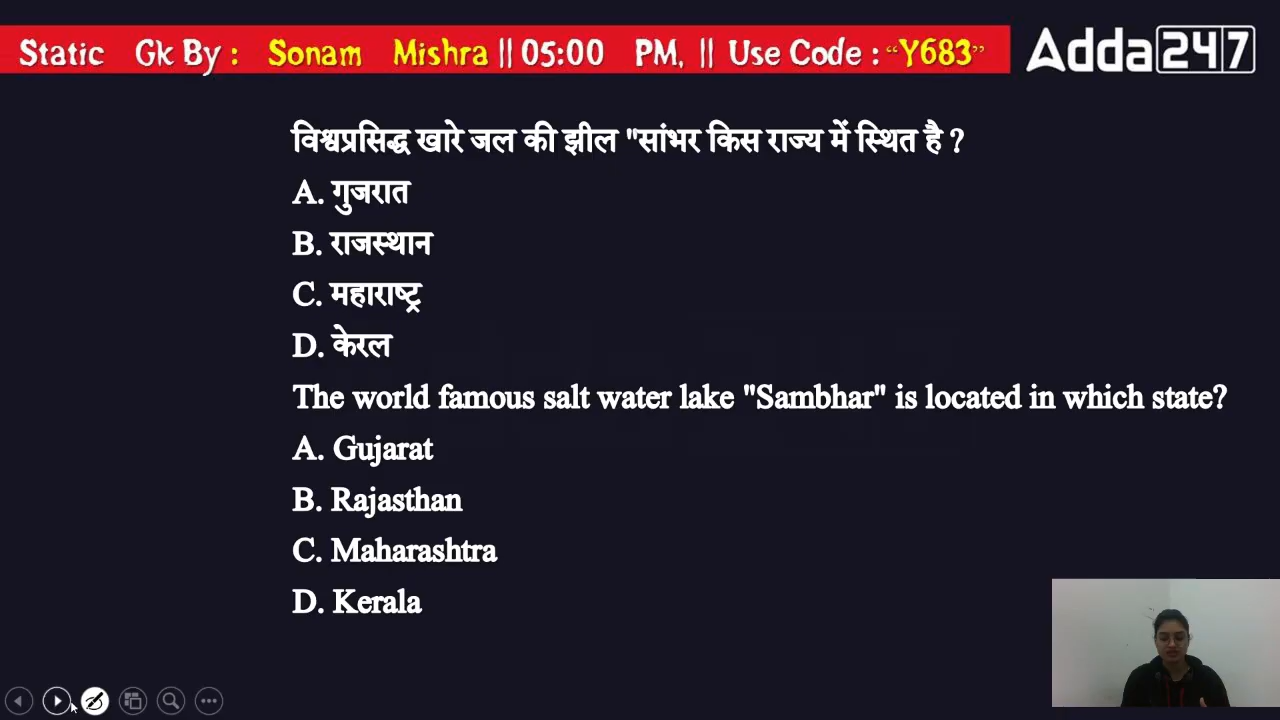 Static Gk By : Sonam Mishra || 05:00 PM, || Use Code : “Y683”
Adda247
विश्वप्रसिद्ध खारे जल की झील "सांभर किस राज्य में स्थित है ?
A. गुजरात
B. राजस्थान
C. महाराष्ट्र
D. केरल
The world famous salt water lake "Sambhar" is located in which state?
A. Gujarat
B. Rajasthan
C. Maharashtra
D. Kerala